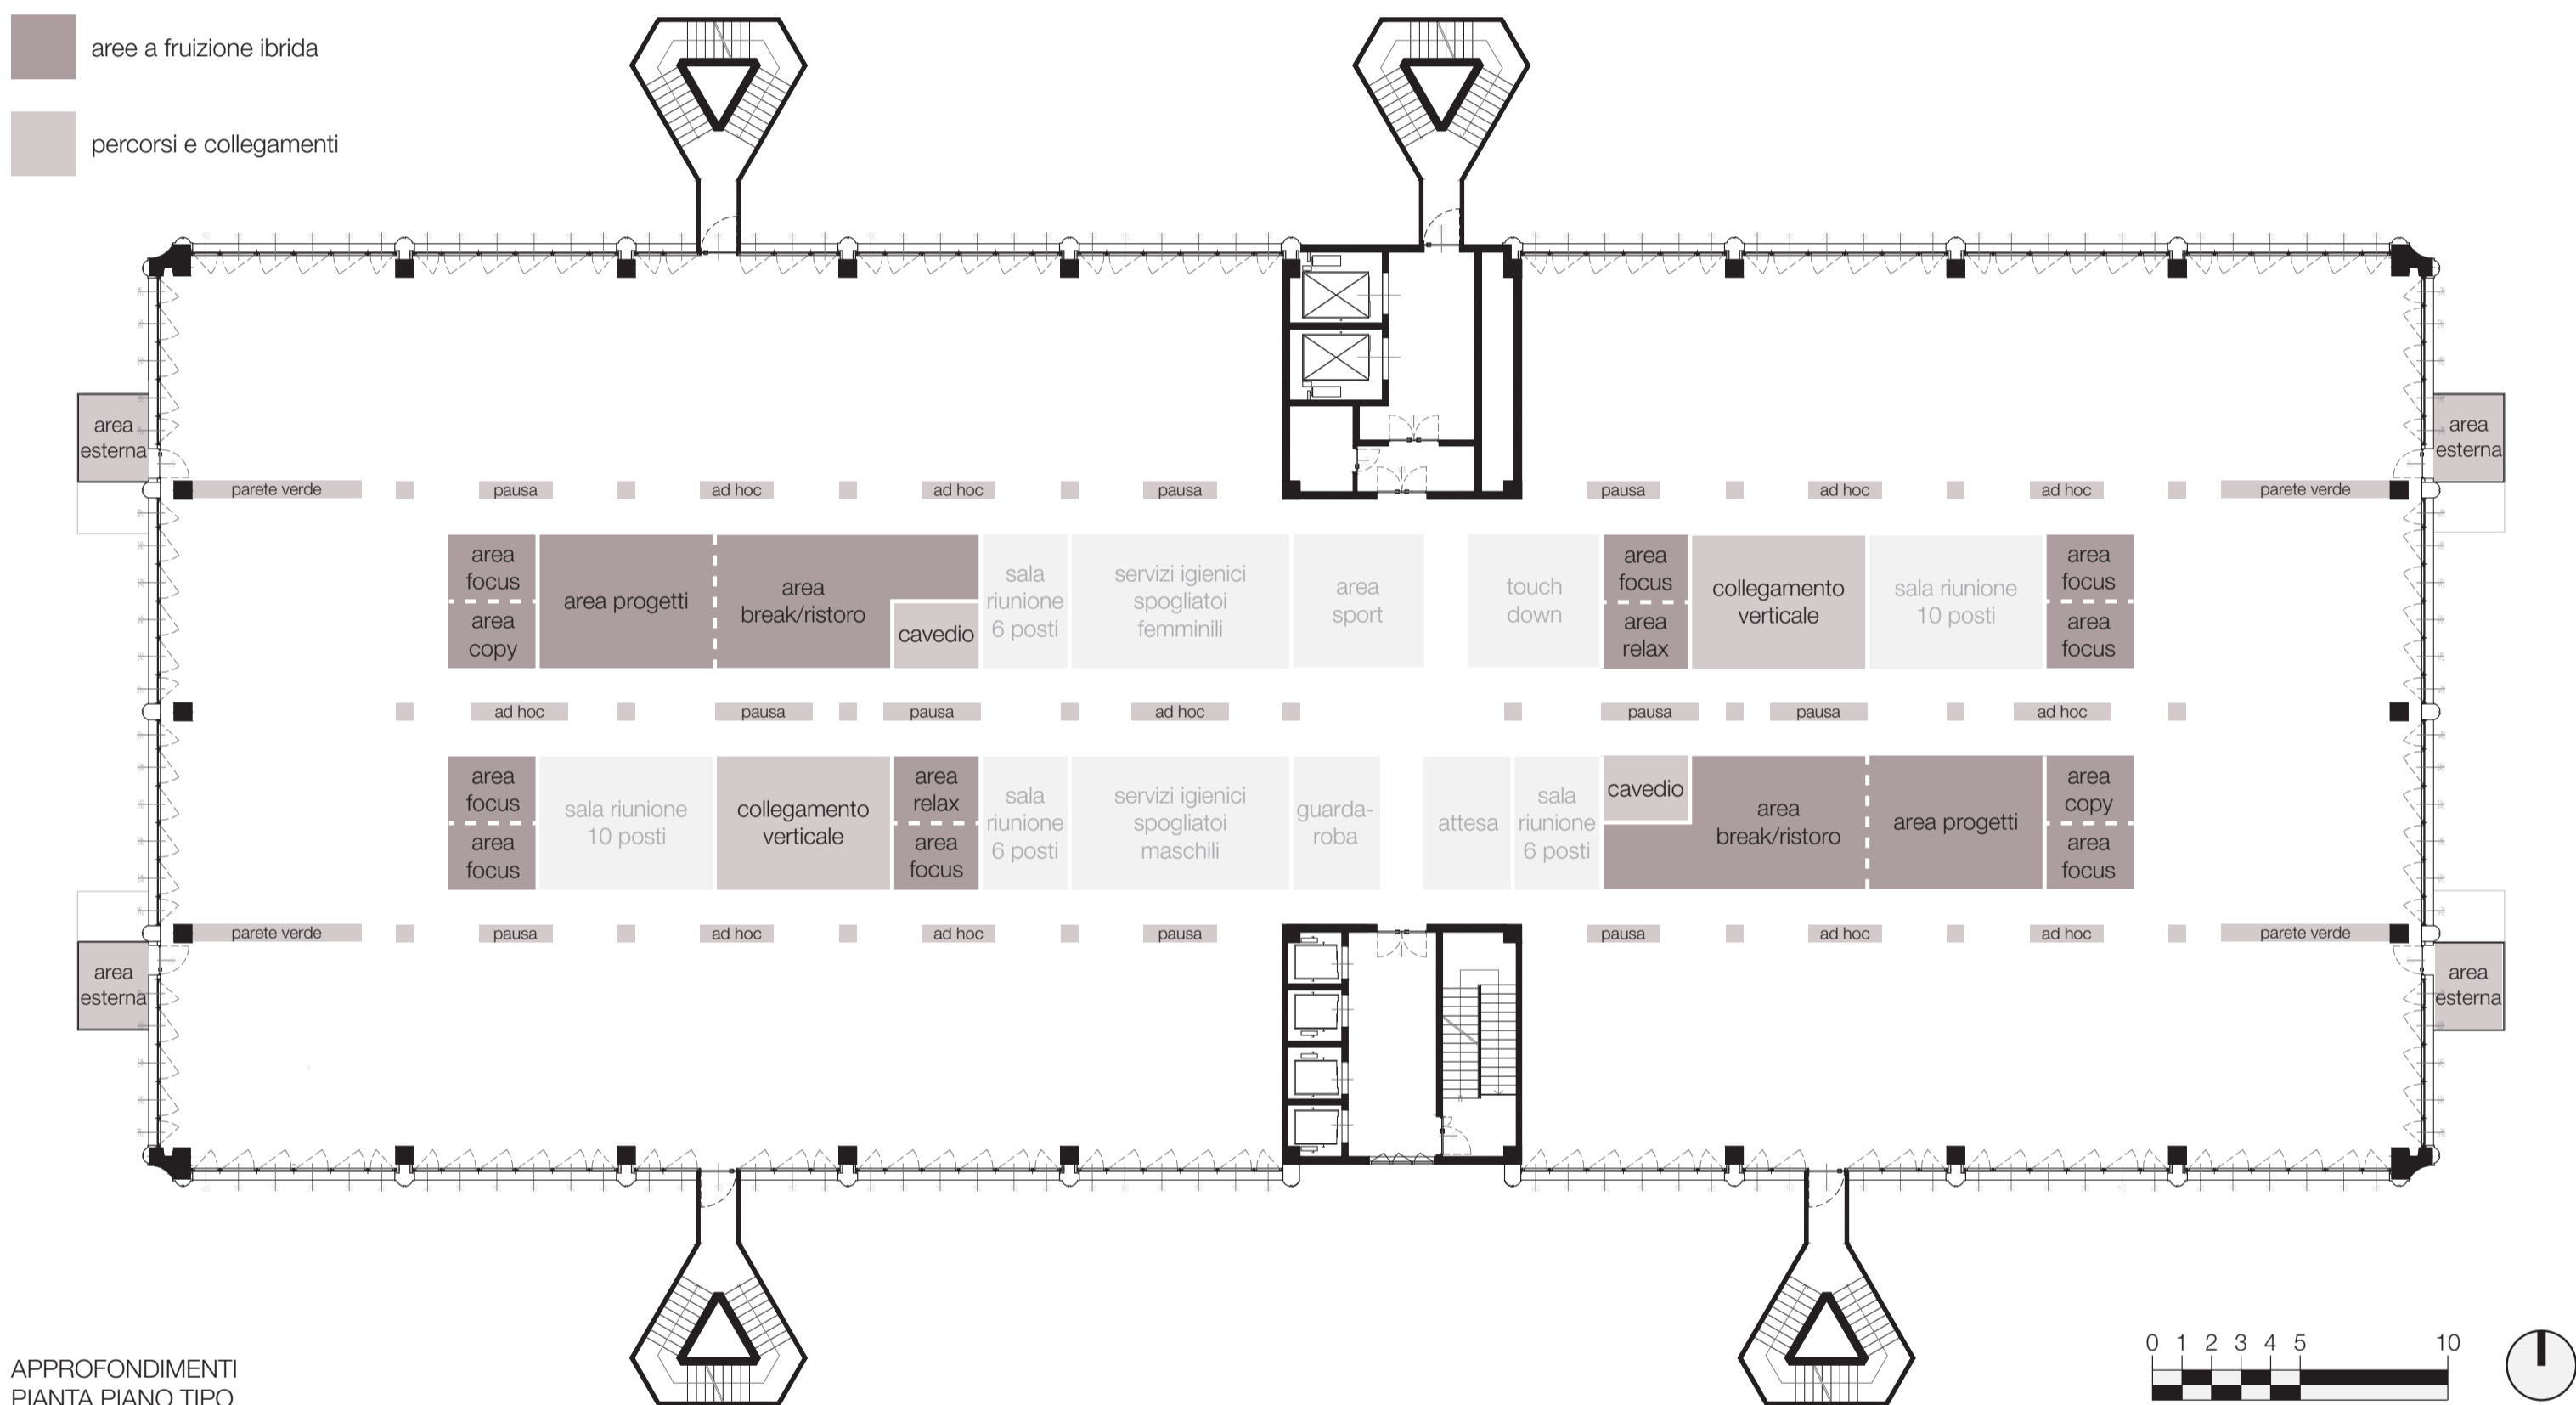 aree a fruizione ibrida
percorsi e collegamenti
area
esterna
area
esterna
parete verde
pausa
ad hoc
ad hoc
pausa
pausa
ad hoc
ad hoc
parete verde
area
focus
area
copy
area progetti
area
break/ristoro
cavedio
sala
riunione
6 posti
servizi igienici
spogliatoi
femminili
area
sport
touch
down
area
focus
area
relax
collegamento
verticale
sala riunione
10 posti
area
focus
area
focus
ad hoc
pausa
pausa
ad hoc
pausa
pausa
ad hoc
area
focus
area
focus
sala riunione
10 posti
collegamento
verticale
area
relax
area
focus
sala
riunione
6 posti
servizi igienici
spogliatoi
maschili
guarda-
roba
attesa
sala
riunione
6 posti
cavedio
area
break/ristoro
area progetti
area
copy
area
focus
parete verde
pausa
ad hoc
ad hoc
pausa
pausa
ad hoc
ad hoc
parete verde
area
esterna
area
esterna
APPROFONDIMENTI
PIANTA PIANO TIPO
0 1 2 3 4 5 10